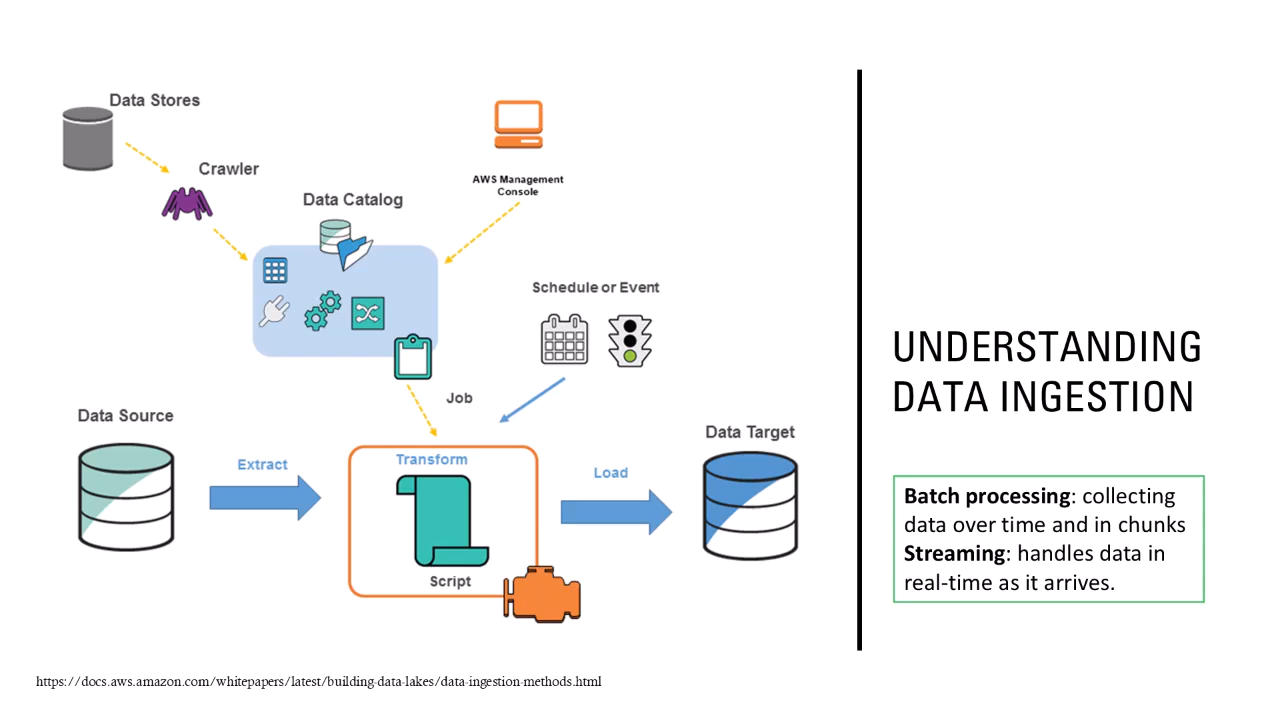 Data Stores
Crawler
Data Catalog
AWS Management
Console
Schedule or Event
Job
Data Source
Extract
Transform
Script
Load
Data Target
UNDERSTANDING
DATA INGESTION
Batch processing: collecting
data over time and in chunks
Streaming: handles data in
real-time as it arrives.
https://docs.aws.amazon.com/whitepapers/latest/building-data-lakes/data-ingestion-methods.html